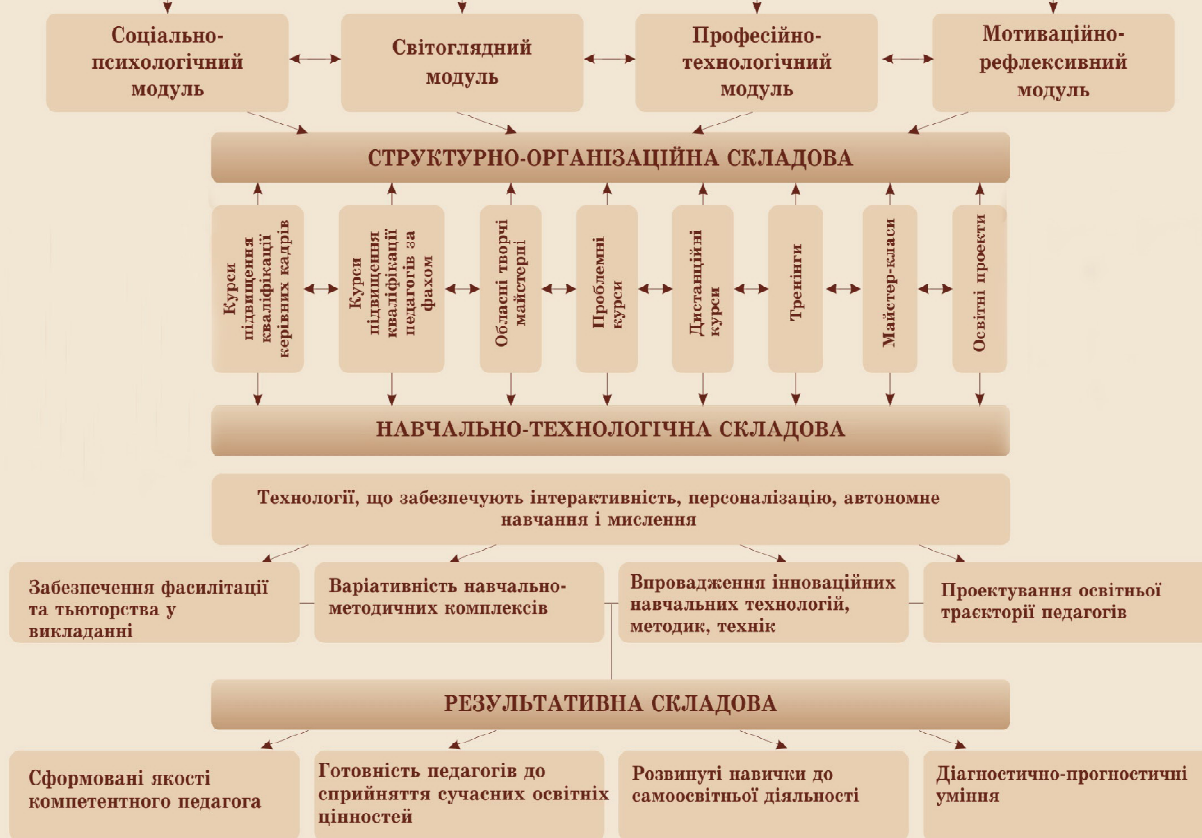 Соціально-
психологічний
модуль
Світоглядний
модуль
Професійно-
технологічний
модуль
Мотиваційно-
рефлексивний
модуль
СТРУКТУРНО-ОРГАНІЗАЦІЙНА СКЛАДОВА
Курси
підвищення
кваліфікації
керівних кадрів
Курси
підвищення
кваліфікації
педагогів за
фахом
Обласні творчі
майстерні
Проблемні
курси
Дистанційні
курси
Тренінги
Майстер-класи
Освітні проекти
НАВЧАЛЬНО-ТЕХНОЛОГІЧНА СКЛАДОВА
Технології, що забезпечують інтерактивність, персоналізацію, автономне
навчання і мислення
Забезпечення фасилітації
та тьюторства у
викладанні
Варіативність навчально-
методичних комплексів
Впровадження інноваційних
навчальних технологій,
методик, технік
Проектування освітньої
траєкторії педагогів
РЕЗУЛЬТАТИВНА СКЛАДОВА
Сформовані якості
компетентного педагога
Готовність педагогів до
сприйняття сучасних освітніх
цінностей
Розвинуті навички до
самоосвітньої діяльності
Діагностично-прогностичні
уміння